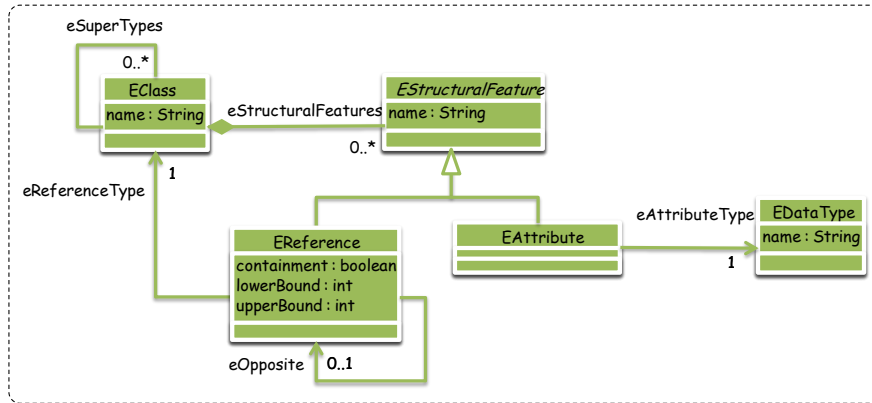 eSuperTypes
0..*
EClass
name : String
eStructuralFeatures
0..*
EStructuralFeature
name : String
eReferenceType
1
EReference
containment : boolean
lowerBound : int
upperBound : int
eOpposite
0..1
EAttribute
eAttributeType
1
EDataType
name : String